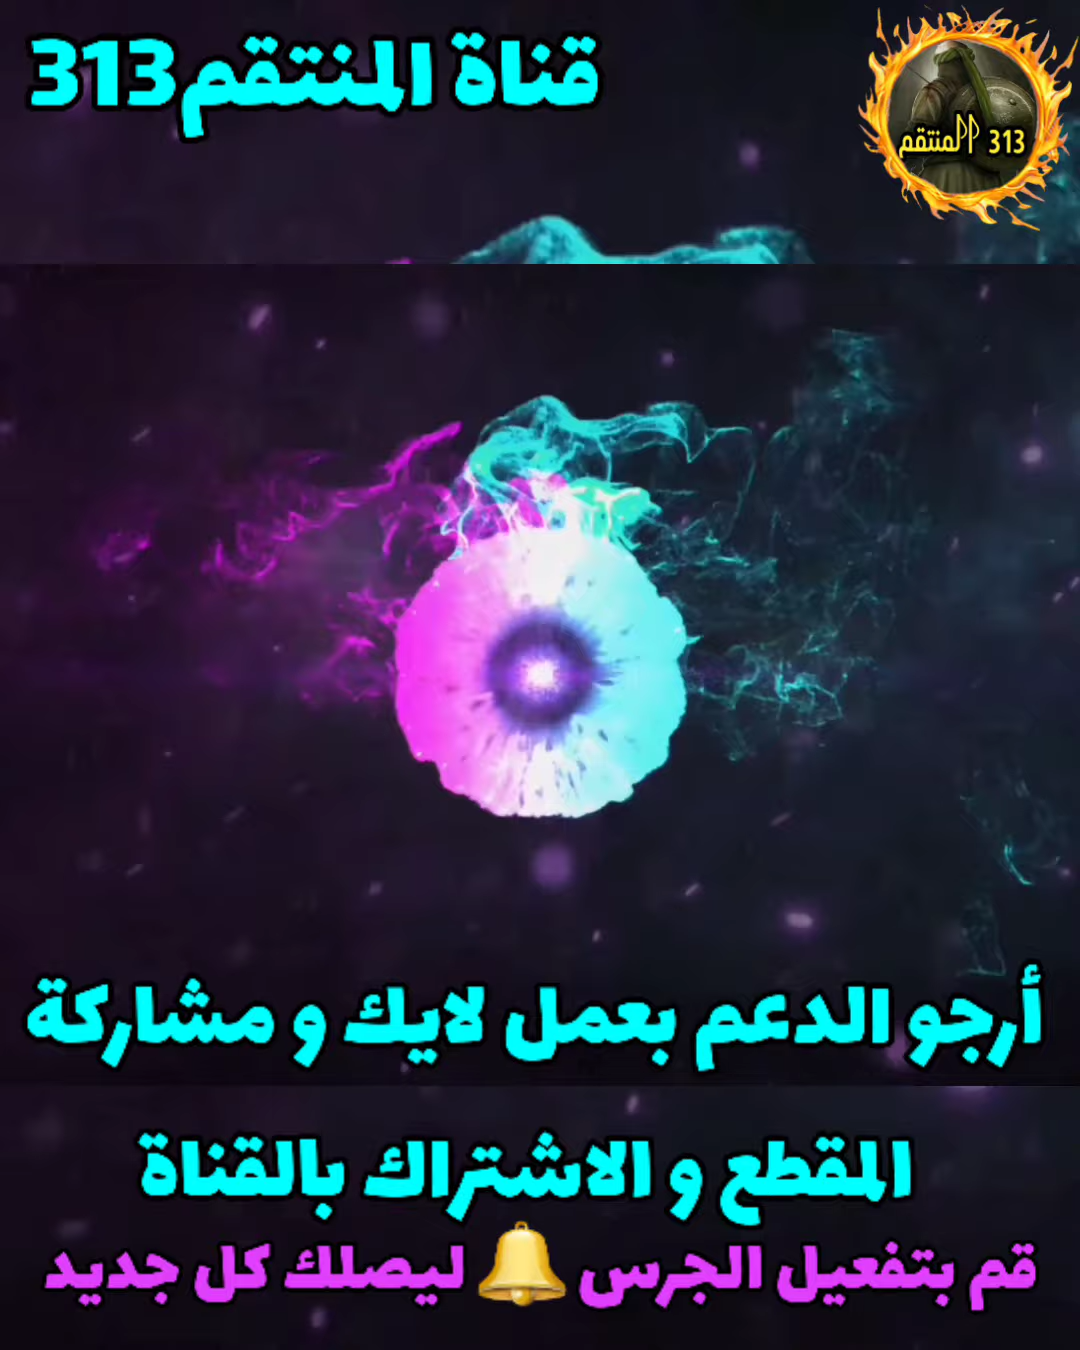 قناة المنتقم313
313 المنتقم
أرجو الدعم بعمل لايك و مشاركة
المقطع و الاشتراك بالقناة
قم بتفعيل الجرس 🔔 ليصلك كل جديد